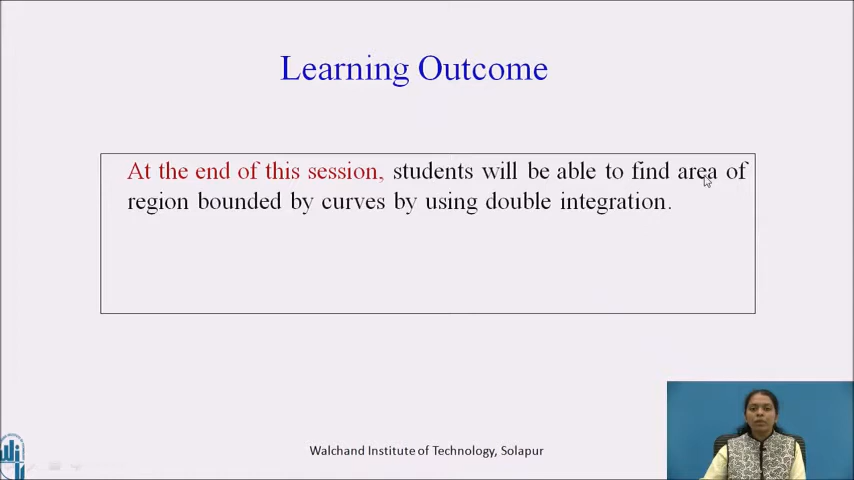 Learning Outcome
At the end of this session, students will be able to find area of
region bounded by curves by using double integration.
Walchand Institute of Technology, Solapur